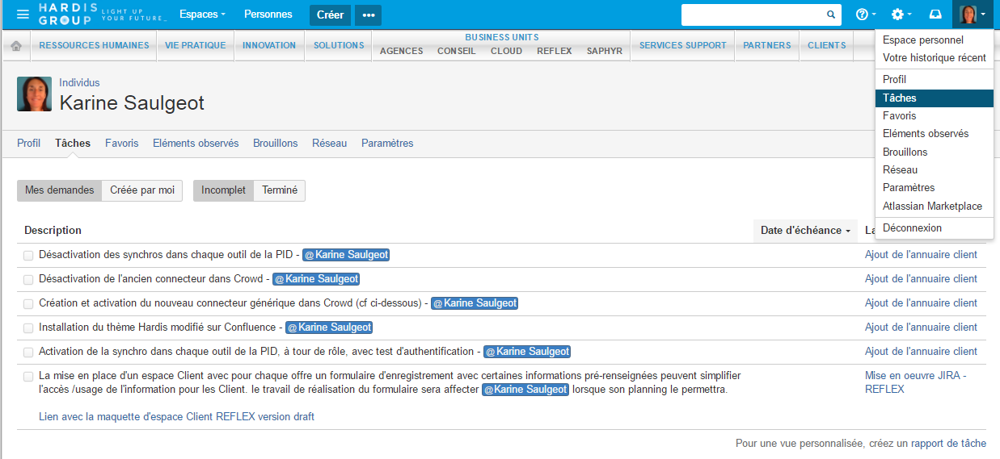 HARDIS GROUP LIGHT UP YOUR FUTURE_ Espaces Personnes Créer •••
RESSOURCES HUMAINES VIE PRATIQUE INNOVATION SOLUTIONS BUSINESS UNITS SERVICES SUPPORT PARTNERS CLIENTS
AGENCES CONSEIL CLOUD REFLEX SAPHYR
Espace personnel
Votre historique récent
Profil
Tâches
Favoris
Eléments observés
Brouillons
Réseau
Paramètres
Atlassian Marketplace
Déconnexion
Individus
Karine Saulgeot
Profil Tâches Favoris Eléments observés Brouillons Réseau Paramètres
Mes demandes Créée par moi Incomplet Terminé
Description Date d'échéance La
Désactivation des synchros dans chaque outil de la PID - @Karine Saulgeot Ajout de l'annuaire client
Désactivation de l'ancien connecteur dans Crowd - @Karine Saulgeot Ajout de l'annuaire client
Création et activation du nouveau connecteur générique dans Crowd (cf ci-dessous) - @Karine Saulgeot Ajout de l'annuaire client
Installation du thème Hardis modifié sur Confluence - @Karine Saulgeot Ajout de l'annuaire client
Activation de la synchro dans chaque outil de la PID, à tour de rôle, avec test d'authentification - @Karine Saulgeot Ajout de l'annuaire client
La mise en place d'un espace Client avec pour chaque offre un formulaire d'enregistrement avec certaines informations pré-renseignées peuvent simplifier Mise en oeuvre JIRA -
l'accès /usage de l'information pour les Client. le travail de réalisation du formulaire sera affecter @Karine Saulgeot lorsque son planning le permettra. REFLEX
Lien avec la maquette d'espace Client REFLEX version draft
Pour une vue personnalisée, créez un rapport de tâche